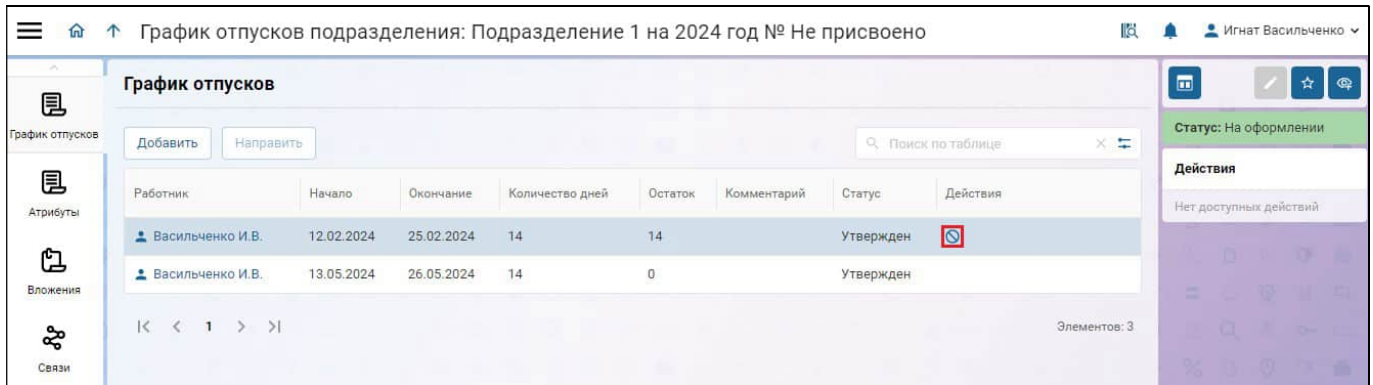 График отпусков подразделения: Подразделение 1 на 2024 год № Не присвоено
Игнат Васильченко
График отпусков
Атрибуты
Вложения
Связи
График отпусков
Добавить Направить Поиск по таблице
Работник Начало Окончание Количество дней Остаток Комментарий Статус Действия
Васильченко И.В. 12.02.2024 25.02.2024 14 14 Утвержден
Васильченко И.В. 13.05.2024 26.05.2024 14 0 Утвержден
1 Элементов: 3
Статус: На оформлении
Действия
Нет доступных действий